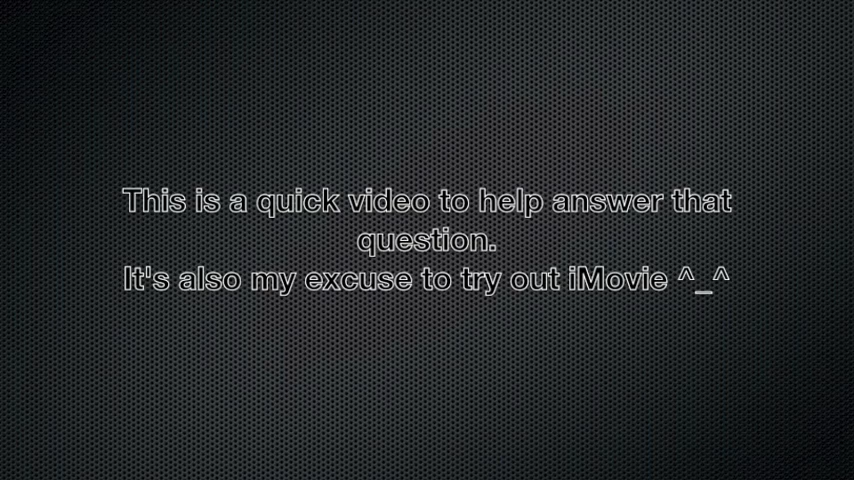 This is a quick video to help answer that
question.
It's also my excuse to try out iMovie ^_^